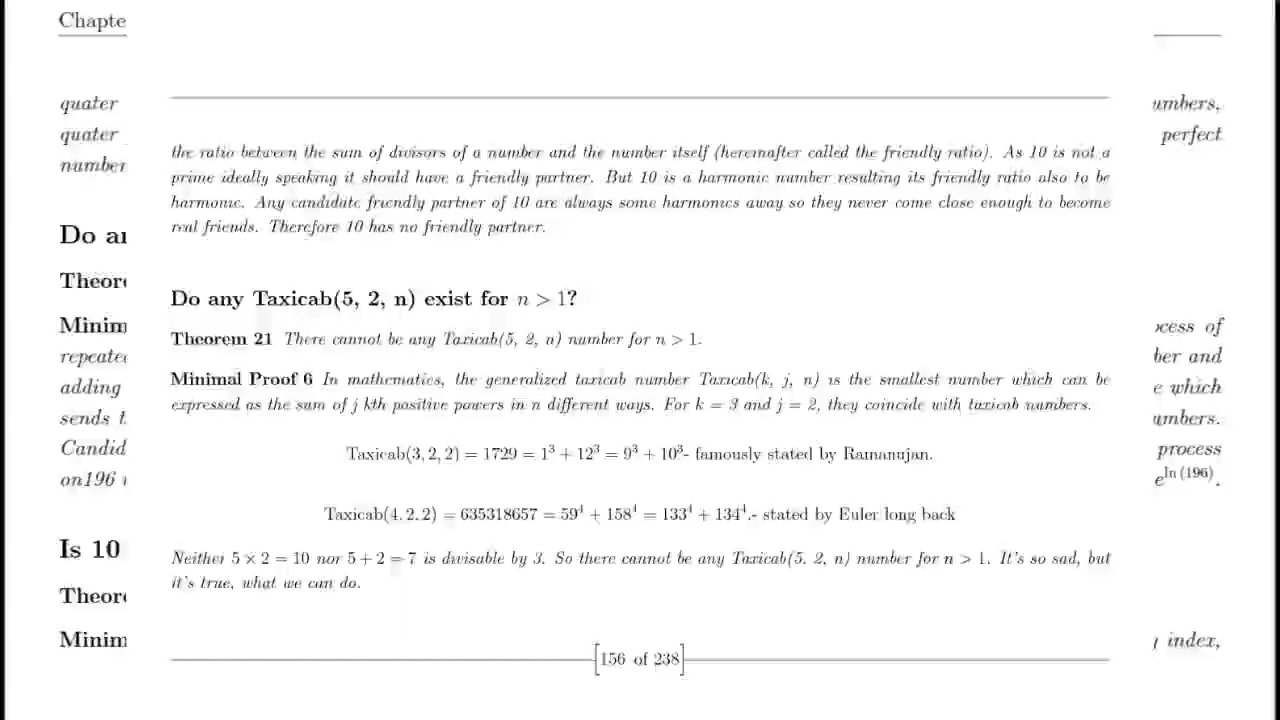 Chapte
quater umbers,
quater perfect
number
the ratio between the sum of divisors of a number and the number itself (hereinafter called the friendly ratio). As 10 is not a
prime ideally speaking it should have a friendly partner. But 10 is a harmonic number resulting its friendly ratio also to be
harmonic. Any candidate friendly partner of 10 are always some harmonics away so they never come close enough to become
real friends. Therefore 10 has no friendly partner.
Do ar
Theore
Do any Taxicab(5, 2, n) exist for n > 1?
Minim ocess of
Theorem 21 There cannot be any Taxicab(5, 2, n) number for n > 1.
repeate ber and
Minimal Proof 6 In mathematics, the generalized taxicab number Taxicab(k, j, n) is the smallest number which can be
adding e which
expressed as the sum of j kth positive powers in n different ways. For k = 3 and j = 2, they coincide with taxicab numbers.
sends t umbers.
Candid process
Taxicab(3, 2, 2) = 1729 = 1³ + 12³ = 9³ + 10³- famously stated by Ramanujan.
on196 e^ln (196).
Taxicab(4, 2, 2) = 635318657 = 59⁴ + 158⁴ = 133⁴ + 134⁴.- stated by Euler long back
Is 10
Neither 5 × 2 = 10 nor 5 + 2 = 7 is divisable by 3. So there cannot be any Taxicab(5, 2, n) number for n > 1. It's so sad, but
it's true, what we can do.
Theore
Minim index,
[156 of 238]